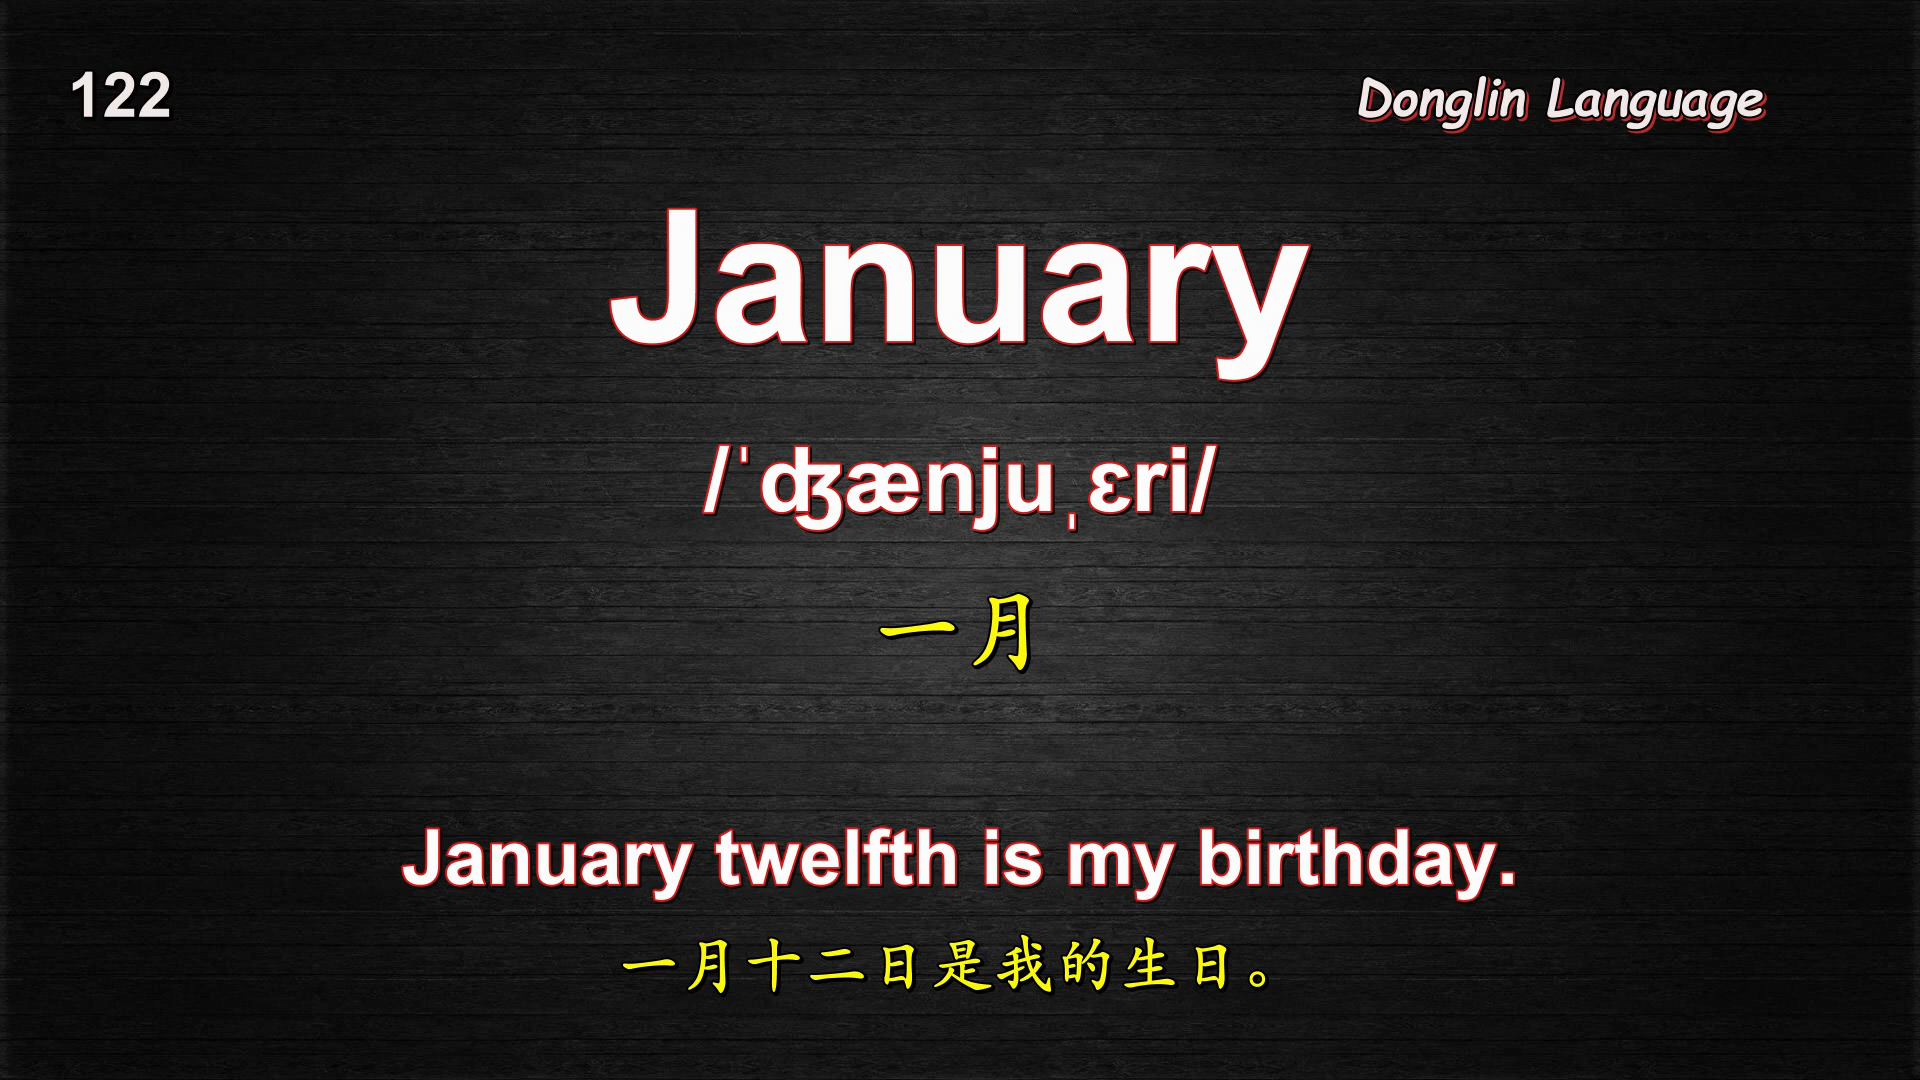 122
Donglin Language
January
/ˈʤænjuˌɛri/
一月
January twelfth is my birthday.
一月十二日是我的生日。